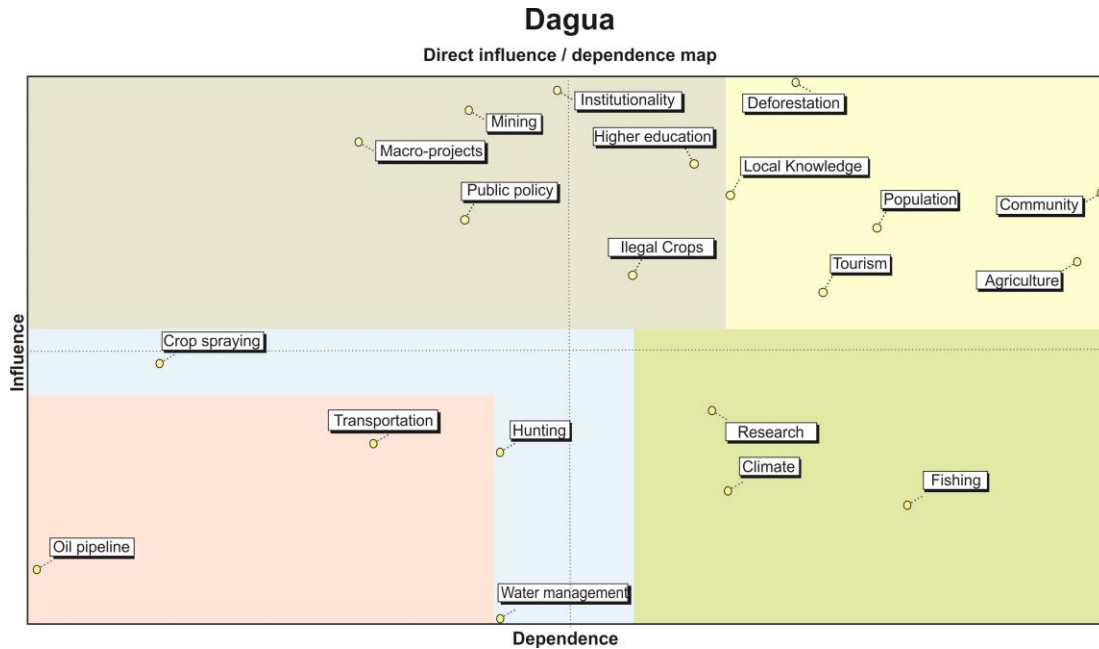 Dagua
Direct influence / dependence map
Institutionality
Deforestation
Mining
Higher education
Macro-projects
Local Knowledge
Public policy
Population
Community
Ilegal Crops
Tourism
Agriculture
Crop spraying
Influence
Transportation
Hunting
Research
Climate
Fishing
Oil pipeline
Water management
Dependence